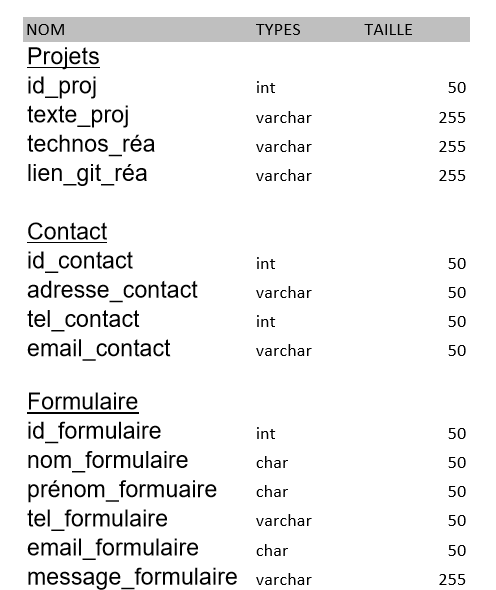 NOM TYPES TAILLE
Projets
id_proj int 50
texte_proj varchar 255
technos_réa varchar 255
lien_git_réa varchar 255
Contact
id_contact int 50
adresse_contact varchar 50
tel_contact int 50
email_contact varchar 50
Formulaire
id_formulaire int 50
nom_formulaire char 50
prénom_formuaire char 50
tel_formulaire varchar 50
email_formulaire char 50
message_formulaire varchar 255